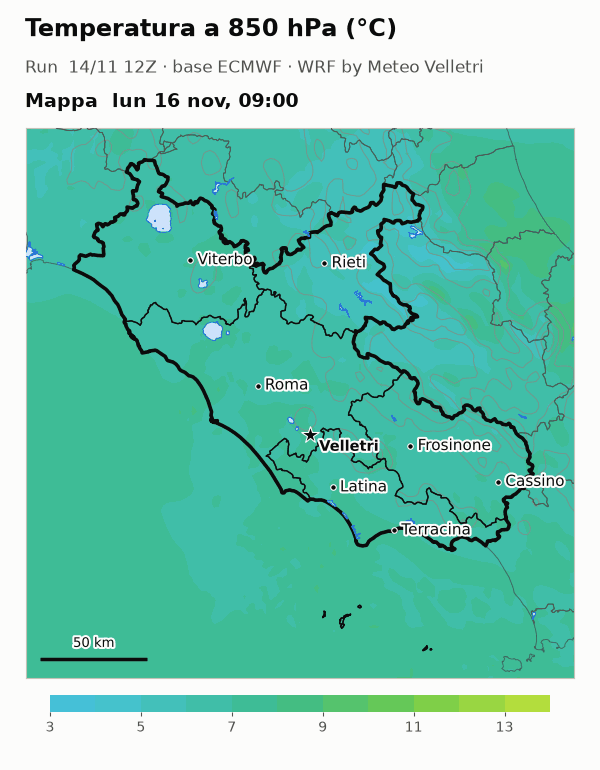 Temperatura a 850 hPa (°C)
Run  14/11 12Z · base ECMWF · WRF by Meteo Velletri
Mappa  lun 16 nov, 09:00
Viterbo
Rieti
Roma
Velletri
Frosinone
Latina
Cassino
Terracina
50 km
3 5 7 9 11 13